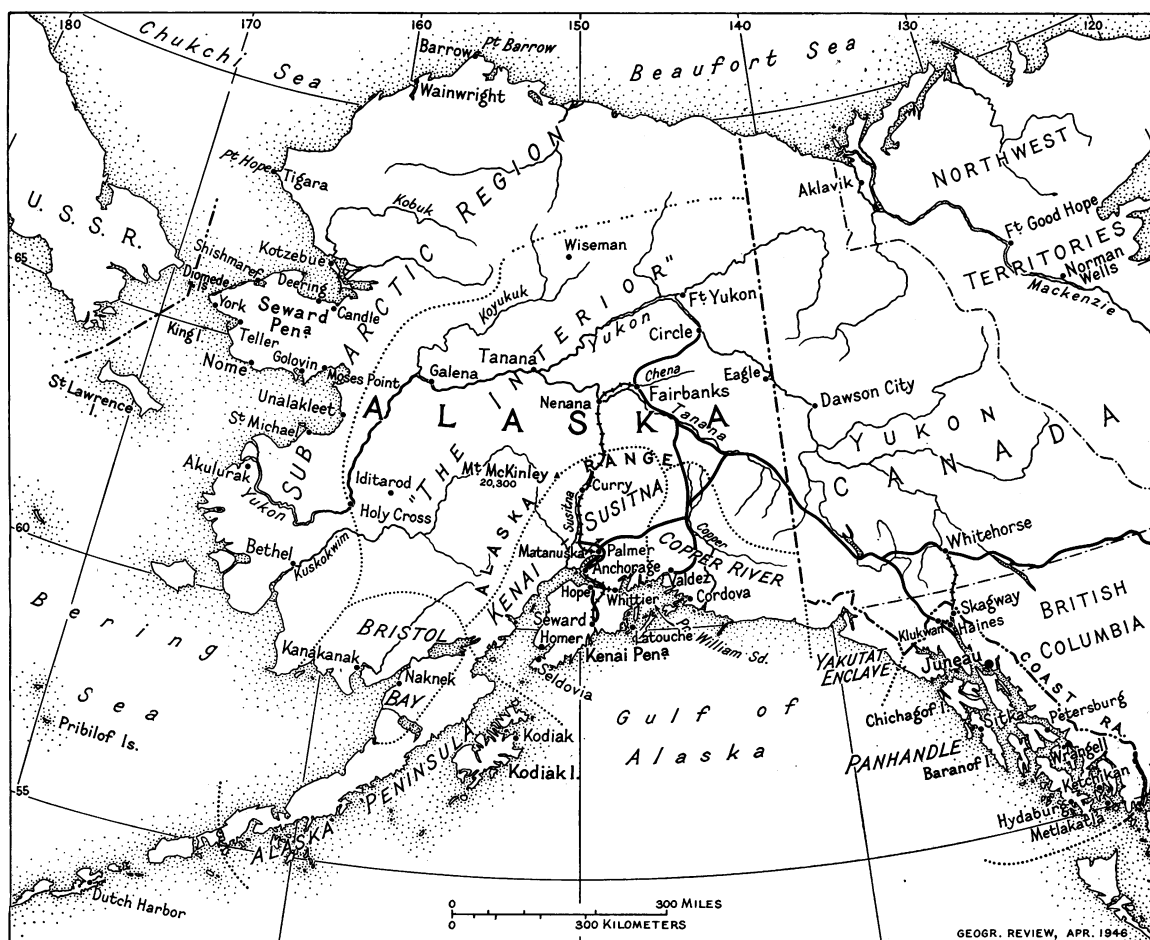 180
170
160
150
140
130
120
Chukchi Sea
Barrow
Pt Barrow
Wainwright
Beaufort Sea
Pt Hope
Tigara
Kobuk
ARCTIC REGION
SUB
U.S.S.R.
65
Shishmaref
Kotzebue
Diomede Is.
Deering
York
Seward
Pena
Candle
King I.
Teller
Golovin
Nome
Moses Point
St Lawrence
I.
Unalakleet
St Michael
Wiseman
Koyukuk
"THE INTERIOR"
Yukon
Ft Yukon
Circle
Tanana
Galena
Chena
Eagle
Nenana
Fairbanks
Tanana
ALASKA
Aklavik
NORTHWEST
TERRITORIES
Ft Good Hope
Norman
Wells
Mackenzie
Dawson City
YUKON
CANADA
Akulurak
Yukon
Iditarod
Holy Cross
Mt McKinley
20,300
ALASKA RANGE
Curry
Susitna
SUSITNA
60
Bethel
Kuskokwim
Matanuska
Palmer
Anchorage
Copper
COPPER RIVER
KENAI
Hope
Whittier
Valdez
Cordova
Seward
Homer
Latouche
Pr. William Sd.
Kenai Pena
Seldovia
Whitehorse
Skagway
Klukwan
Haines
BRITISH
COLUMBIA
YAKUTAT
ENCLAVE
Juneau
COAST RA.
Bering
Sea
BRISTOL
BAY
Kanakanak
Naknek
Pribilof Is.
Gulf of
Alaska
Kodiak
Kodiak I.
Chichagof I.
Sitka
Petersburg
PANHANDLE
Baranof I.
Wrangell
Ketchikan
Hydaburg
Metlakatla
55
ALASKA PENINSULA
Dutch Harbor
0 300 MILES
0 300 KILOMETERS
GEOGR. REVIEW, APR. 1946